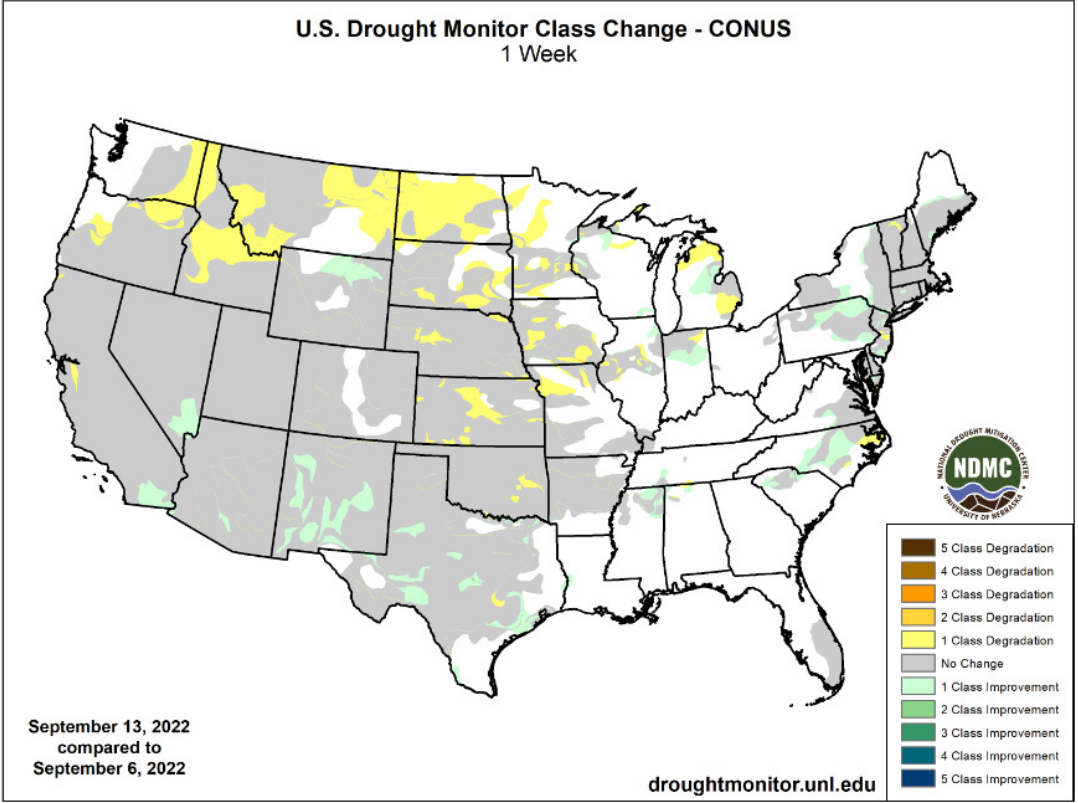 U.S. Drought Monitor Class Change - CONUS
1 Week
NATIONAL DROUGHT MITIGATION CENTER
NDMC
UNIVERSITY OF NEBRASKA
5 Class Degradation
4 Class Degradation
3 Class Degradation
2 Class Degradation
1 Class Degradation
No Change
1 Class Improvement
2 Class Improvement
3 Class Improvement
4 Class Improvement
5 Class Improvement
September 13, 2022
compared to
September 6, 2022
droughtmonitor.unl.edu